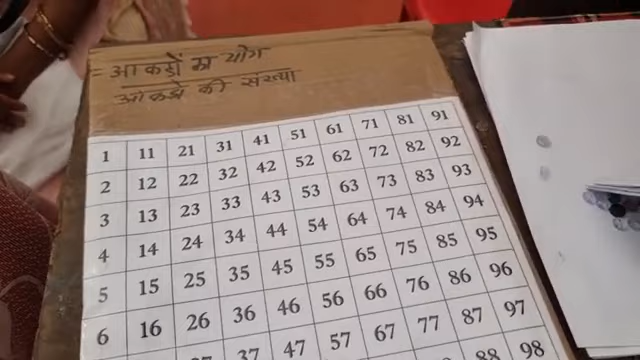 = आकड़ों का योग
आंकड़ों की संख्या
1 11 21 31 41 51 61 71 81 91
2 12 22 32 42 52 62 72 82 92
3 13 23 33 43 53 63 73 83 93
4 14 24 34 44 54 64 74 84 94
5 15 25 35 45 55 65 75 85 95
6 16 26 36 46 56 66 76 86 96
37 47 57 67 77 87 97
88 98